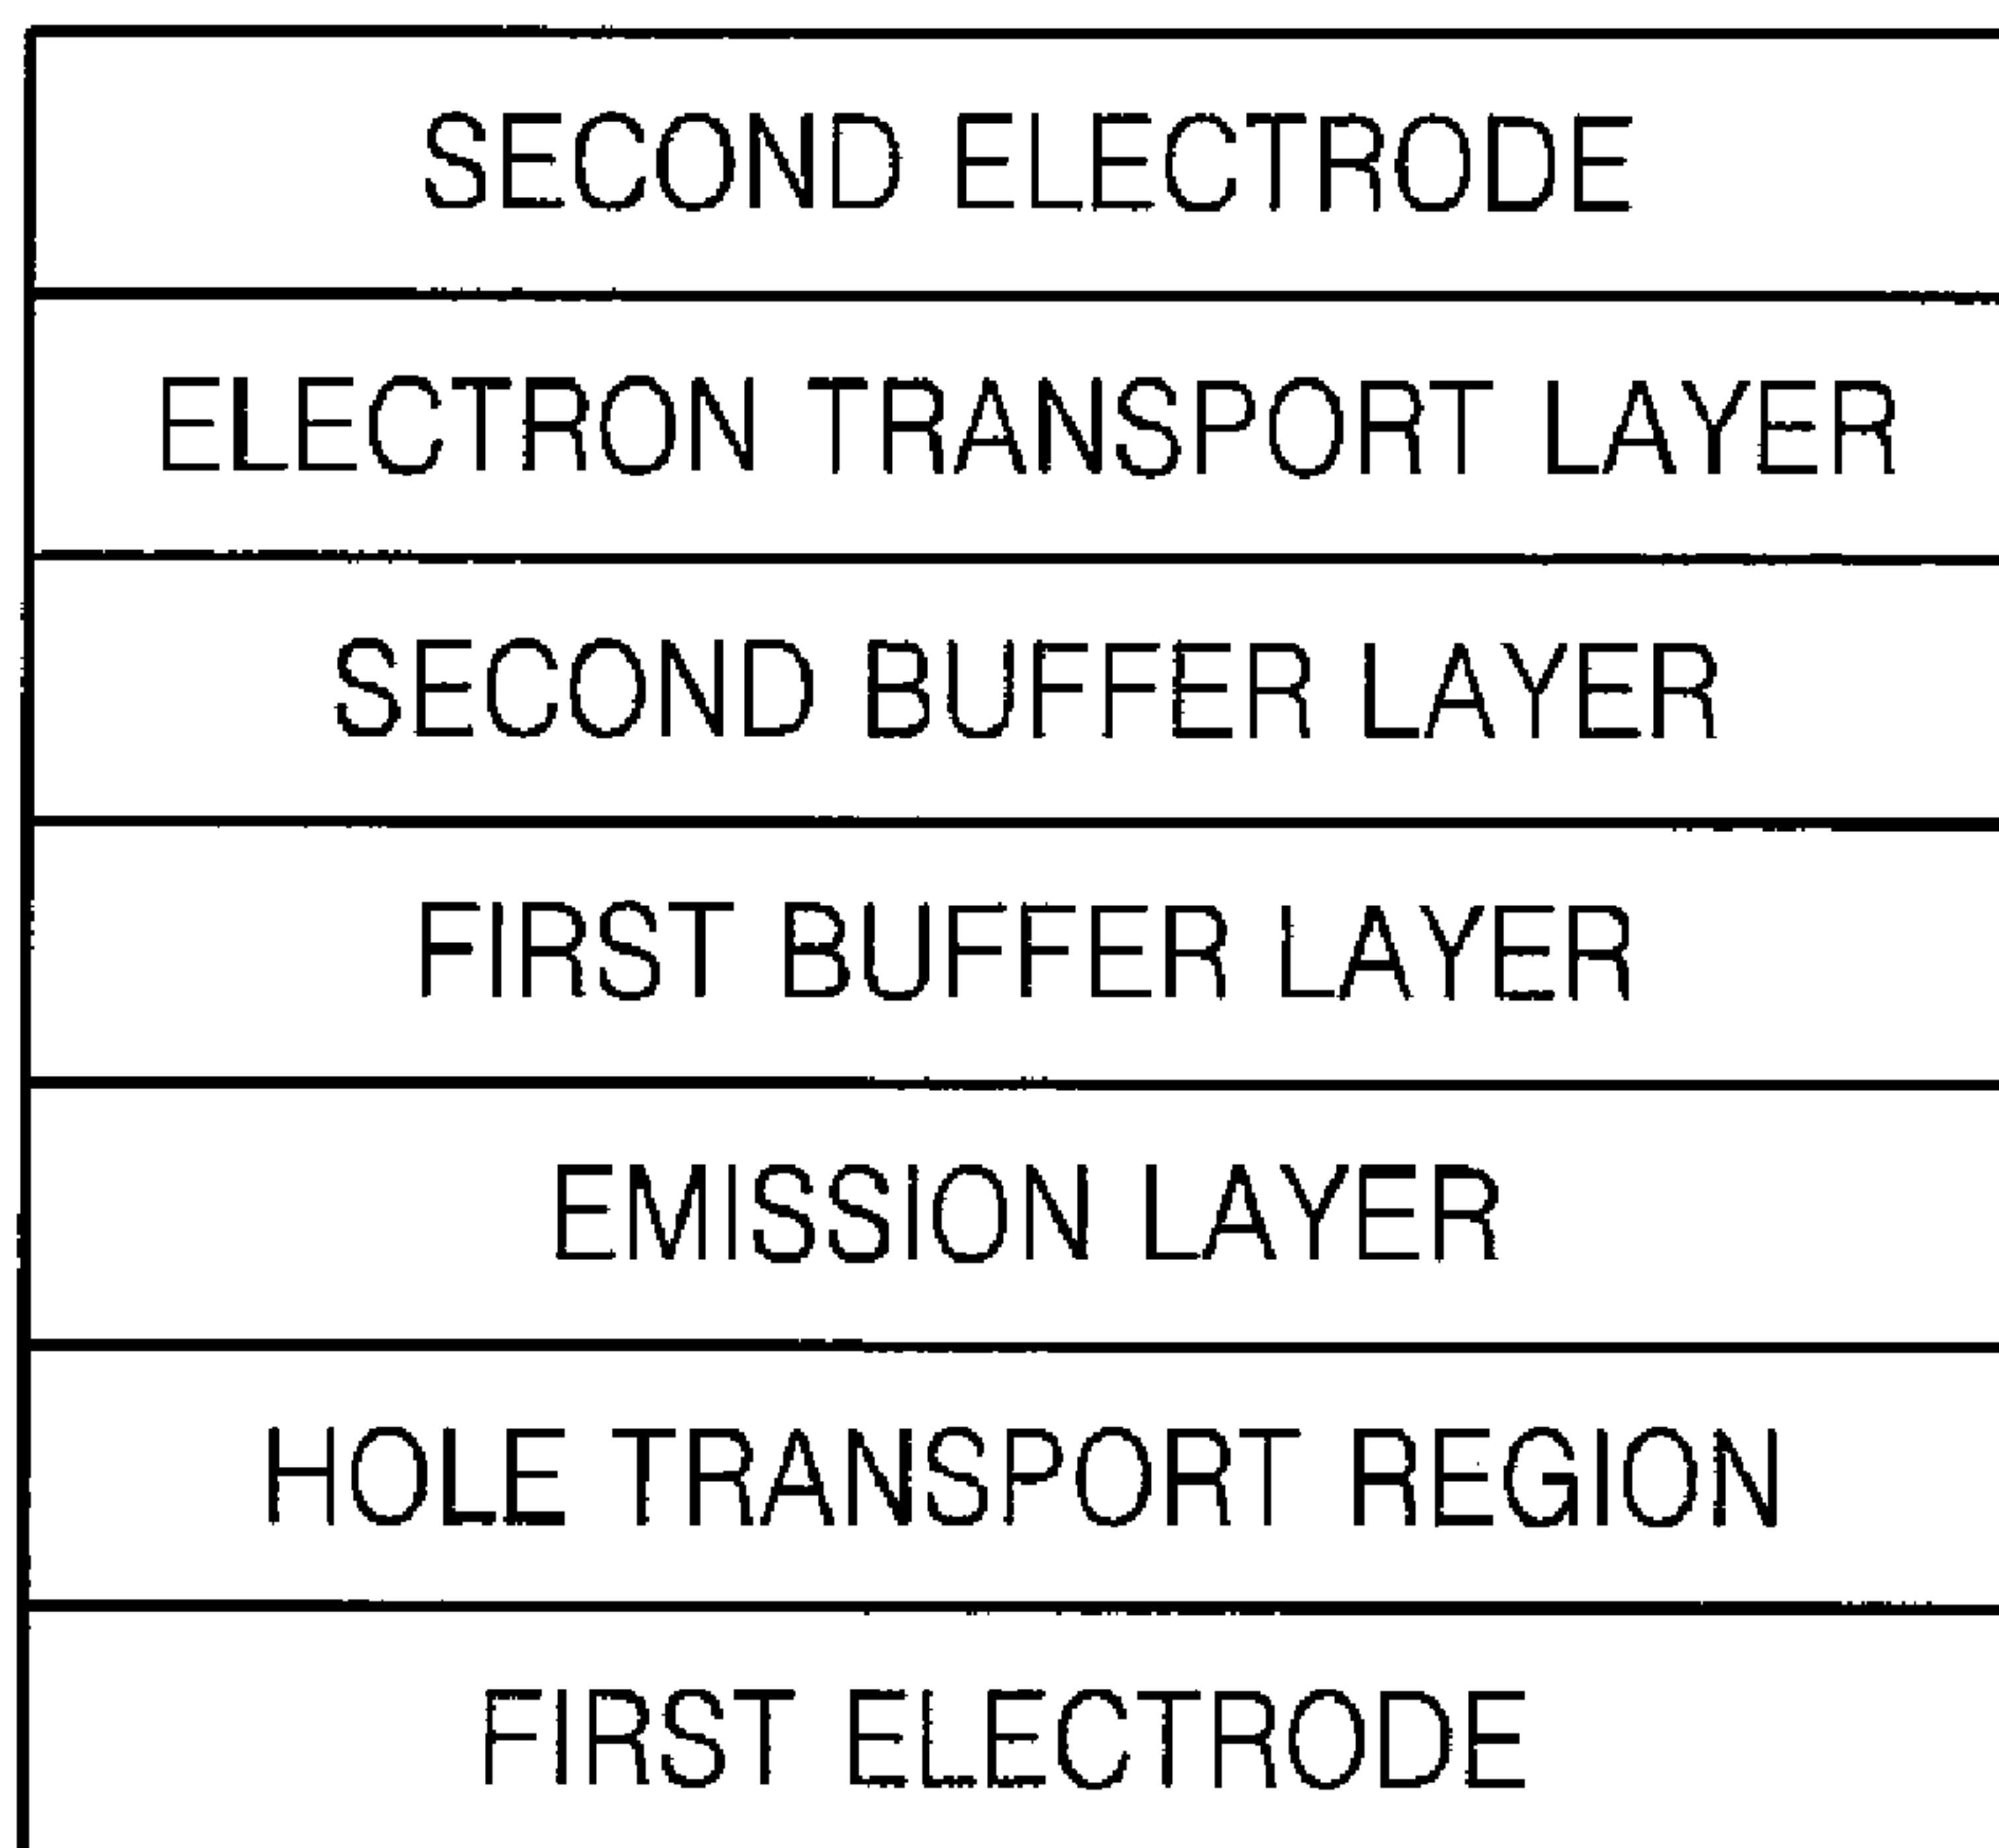 SECOND ELECTRODE
ELECTRON TRANSPORT LAYER
SECOND BUFFER LAYER
FIRST BUFFER LAYER
EMISSION LAYER
HOLE TRANSPORT REGION
FIRST ELECTRODE